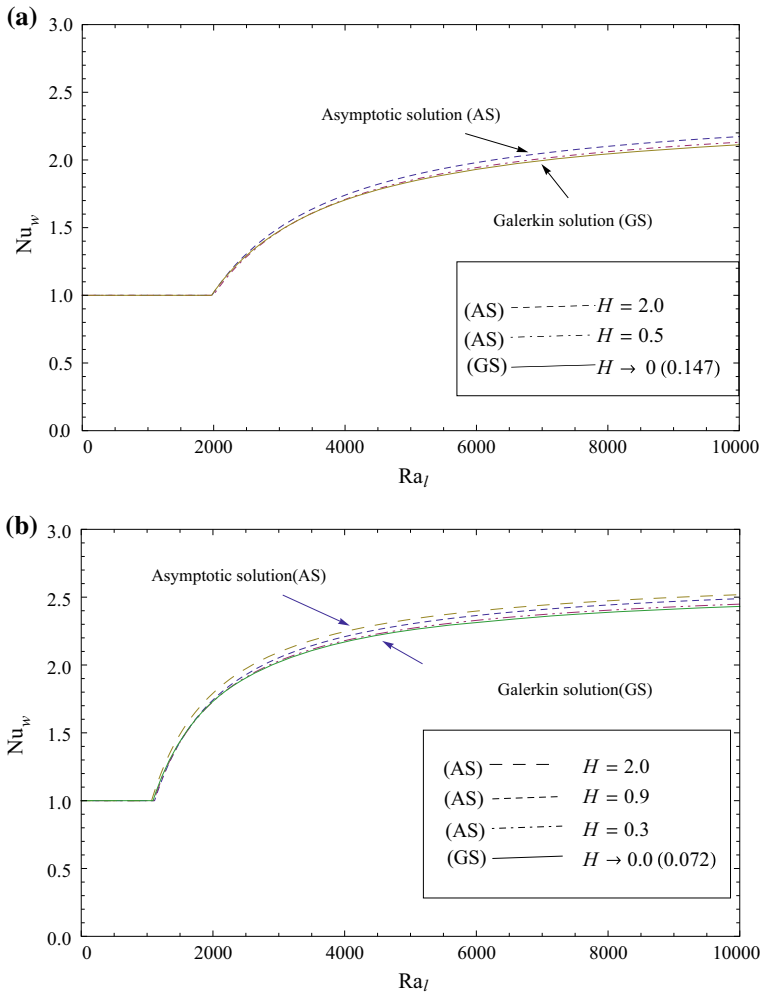 (a)
3.0
2.5
2.0
1.5
1.0
0.5
0.0
Nu_w
Asymptotic solution (AS)
Galerkin solution (GS)
(AS) H = 2.0
(AS) H = 0.5
(GS) H → 0 (0.147)
0 2000 4000 6000 8000 10000
Ra_l
(b)
3.0
2.5
2.0
1.5
1.0
0.5
0.0
Nu_w
Asymptotic solution(AS)
Galerkin solution(GS)
(AS) H = 2.0
(AS) H = 0.9
(AS) H = 0.3
(GS) H → 0.0 (0.072)
0 2000 4000 6000 8000 10000
Ra_l